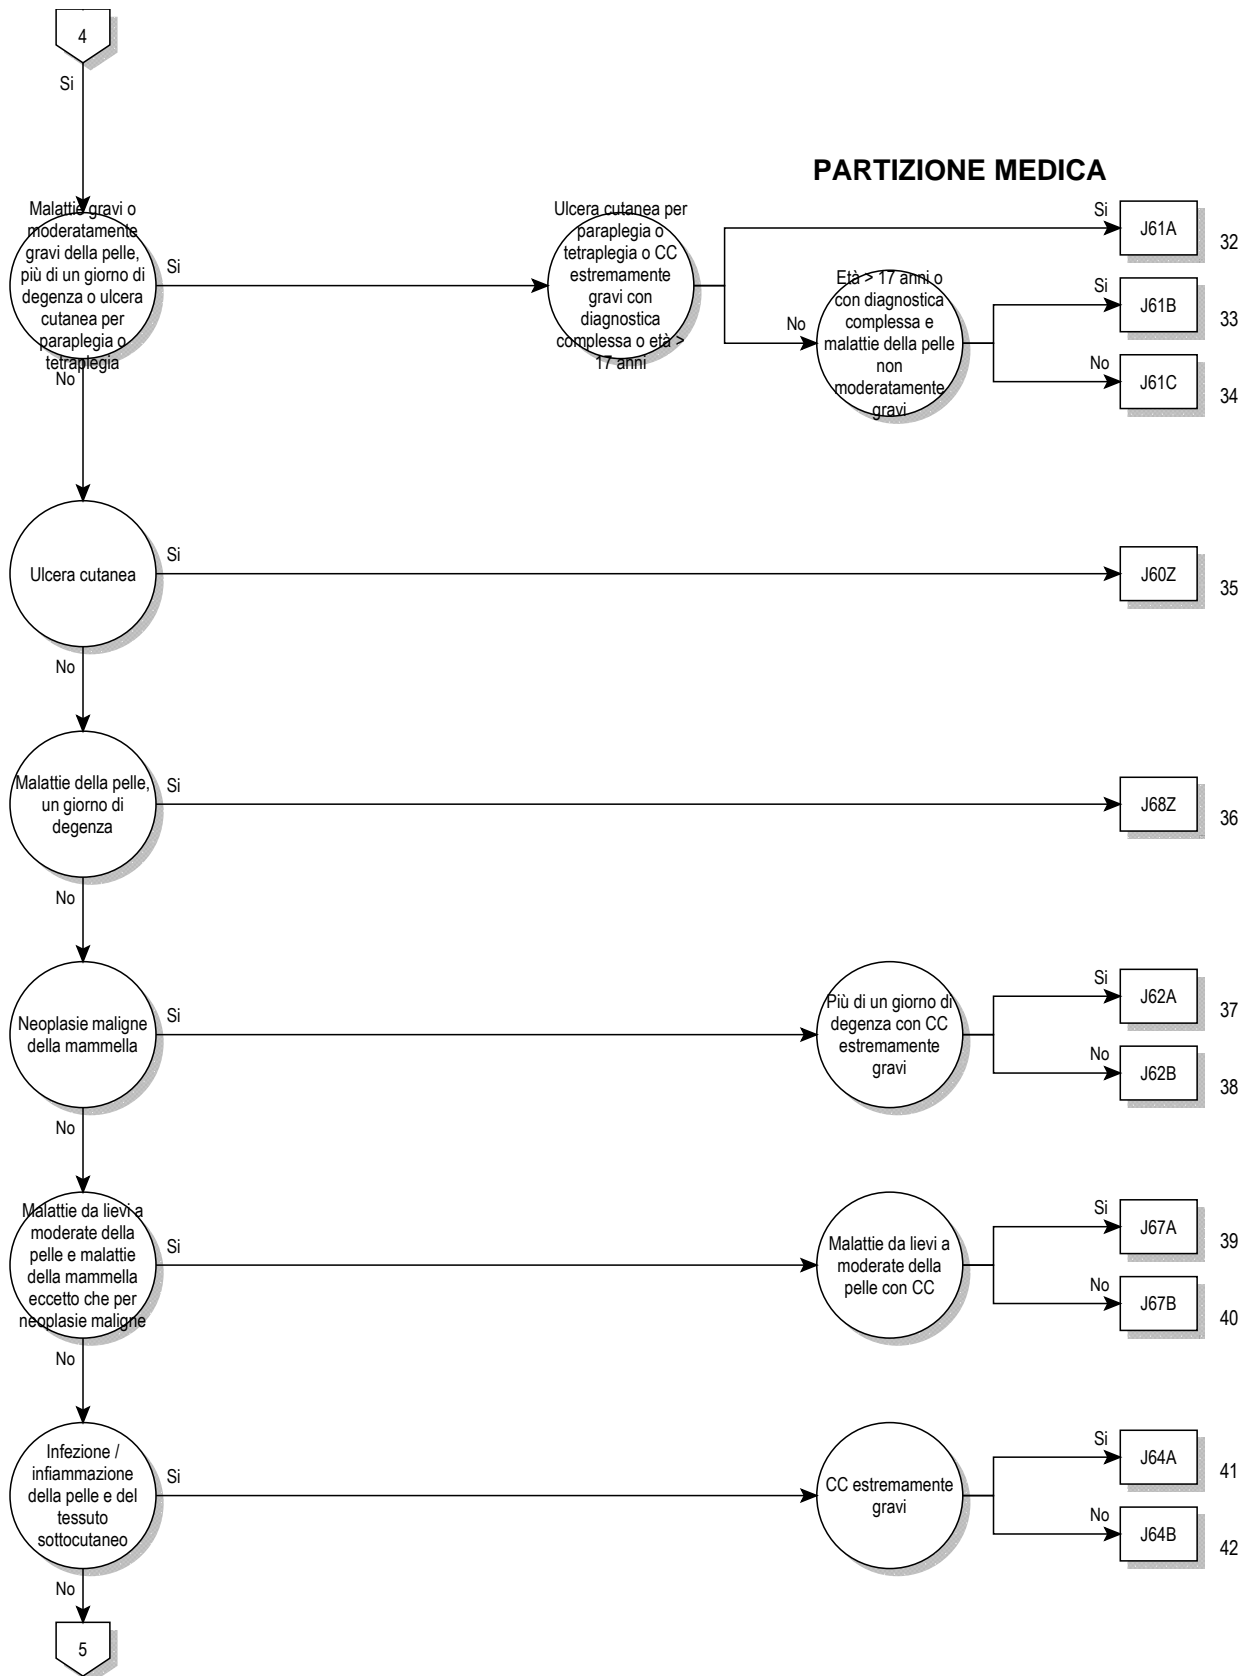 4
Si
PARTIZIONE MEDICA
Malattie gravi o
moderatamente
gravi della pelle,
più di un giorno di
degenza o ulcera
cutanea per
paraplegia o
tetraplegia
Si
Ulcera cutanea per
paraplegia o
tetraplegia o CC
estremamente
gravi con
diagnostica
complessa o età >
17 anni
Si
J61A
32
No
Età > 17 anni o
con diagnostica
complessa e
malattie della pelle
non
moderatamente
gravi
Si
J61B
33
No
J61C
34
No
Ulcera cutanea
Si
J60Z
35
No
Malattie della pelle,
un giorno di
degenza
Si
J68Z
36
No
Neoplasie maligne
della mammella
Si
Più di un giorno di
degenza con CC
estremamente
gravi
Si
J62A
37
No
J62B
38
No
Malattie da lievi a
moderate della
pelle e malattie
della mammella
eccetto che per
neoplasie maligne
Si
Malattie da lievi a
moderate della
pelle con CC
Si
J67A
39
No
J67B
40
No
Infezione /
infiammazione
della pelle e del
tessuto
sottocutaneo
Si
CC estremamente
gravi
Si
J64A
41
No
J64B
42
No
5